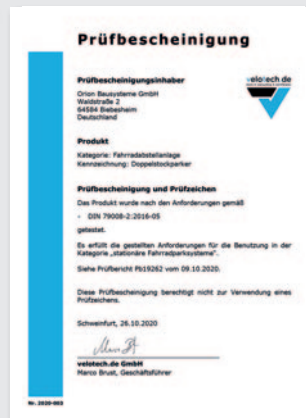 Prüfbescheinigung
Prüfbescheinigungsinhaber
velotech.de
Orion Bausysteme GmbH
Waldstraße 2
64584 Biebesheim
Deutschland
Produkt
Kategorie: Fahrradabstellanlage
Kennzeichnung: Doppelstockparker
Prüfbescheinigung und Prüfzeichen
Das Produkt wurde nach den Anforderungen gemäß
- DIN 79008-2:2016-05
getestet.
Es erfüllt die gestellten Anforderungen für die Benutzung in der
Kategorie „stationäre Fahrradparksysteme".
Siehe Prüfbericht Pb19262 vom 09.10.2020.
Diese Prüfbescheinigung berechtigt nicht zur Verwendung eines
Prüfzeichens.
Schweinfurt, 26.10.2020
velotech.de GmbH
Marco Brust, Geschäftsführer
Nr. 2020-003